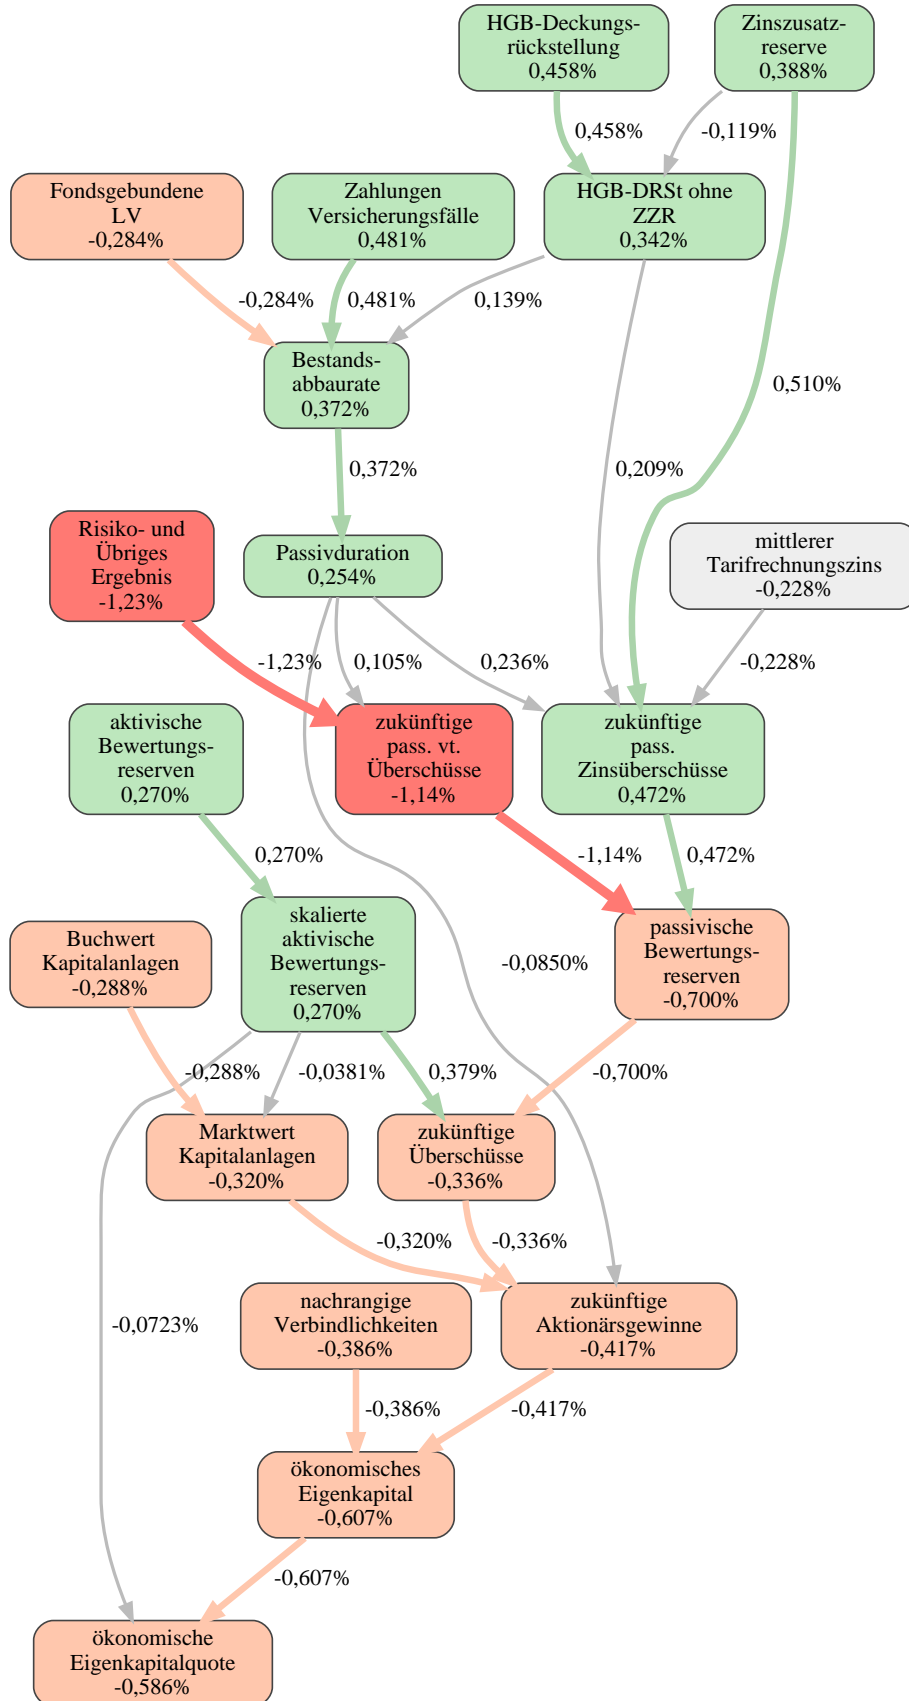 HGB-Deckungs-
rückstellung
0,458%
Zinszusatz-
reserve
0,388%
0,458%
-0,119%
Fondsgebundene
LV
-0,284%
Zahlungen
Versicherungsfälle
0,481%
HGB-DRSt ohne
ZZR
0,342%
-0,284%
0,481%
0,139%
Bestands-
abbaurate
0,372%
0,510%
0,372%
0,209%
Risiko- und
Übriges
Ergebnis
-1,23%
Passivduration
0,254%
mittlerer
Tarifrechnungszins
-0,228%
-1,23%
0,105%
0,236%
-0,228%
aktivische
Bewertungs-
reserven
0,270%
zukünftige
pass. vt.
Überschüsse
-1,14%
zukünftige
pass.
Zinsüberschüsse
0,472%
0,270%
-1,14%
0,472%
Buchwert
Kapitalanlagen
-0,288%
skalierte
aktivische
Bewertungs-
reserven
0,270%
-0,0850%
passivische
Bewertungs-
reserven
-0,700%
-0,288%
-0,0381%
0,379%
-0,700%
Marktwert
Kapitalanlagen
-0,320%
zukünftige
Überschüsse
-0,336%
-0,320%
-0,336%
-0,0723%
nachrangige
Verbindlichkeiten
-0,386%
zukünftige
Aktionärsgewinne
-0,417%
-0,386%
-0,417%
ökonomisches
Eigenkapital
-0,607%
-0,607%
ökonomische
Eigenkapitalquote
-0,586%